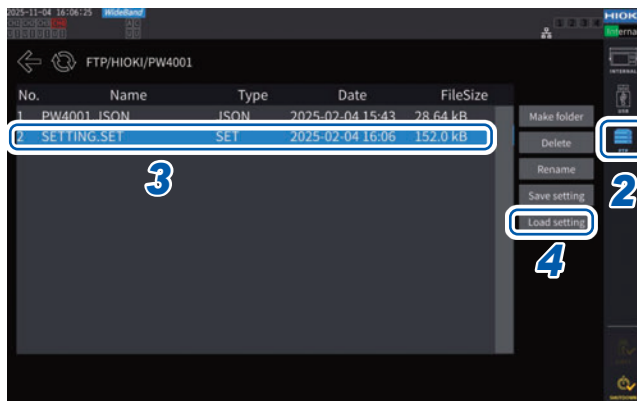 2025-11-04 16:06:25 WideBand
HIOKI
Interna
FTP/HIOKI/PW4001
INTERNAL
No. Name Type Date FileSize
1 PW4001.JSON JSON 2025-02-04 15:43 28.64 kB
Make folder
2 SETTING.SET SET 2025-02-04 16:06 152.0 kB
Delete
Rename
Save setting
Load setting
3
2
4